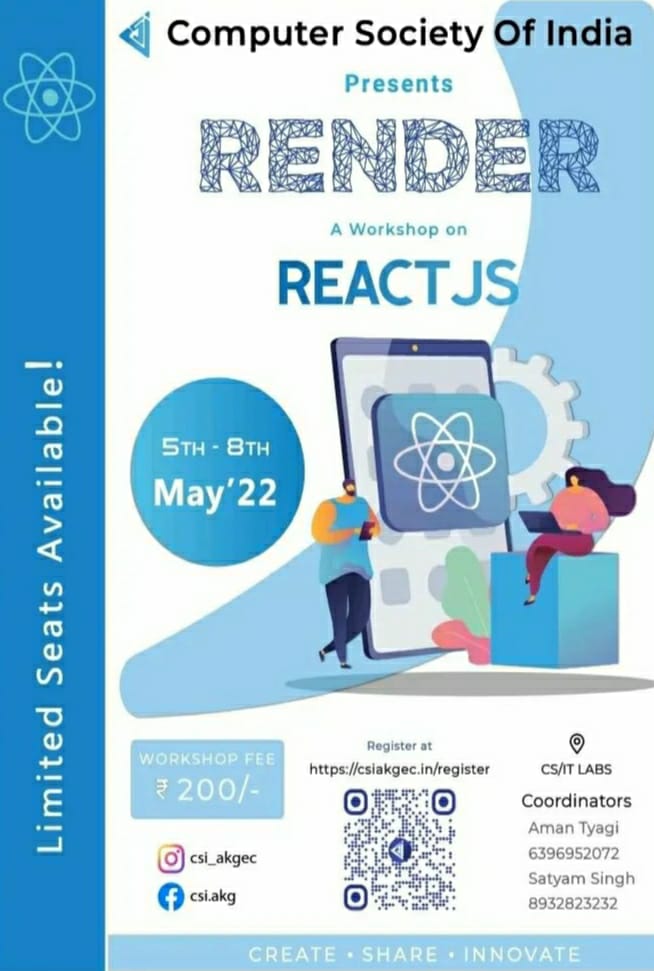 Computer Society Of India
Presents
RENDER
A Workshop on
REACTJS
5TH - 8TH
May'22
Limited Seats Available!
WORKSHOP FEE
₹ 200/-
csi_akgec
csi.akg
Register at
https://csiakgec.in/register
CS/IT LABS
Coordinators
Aman Tyagi
6396952072
Satyam Singh
8932823232
CREATE • SHARE • INNOVATE